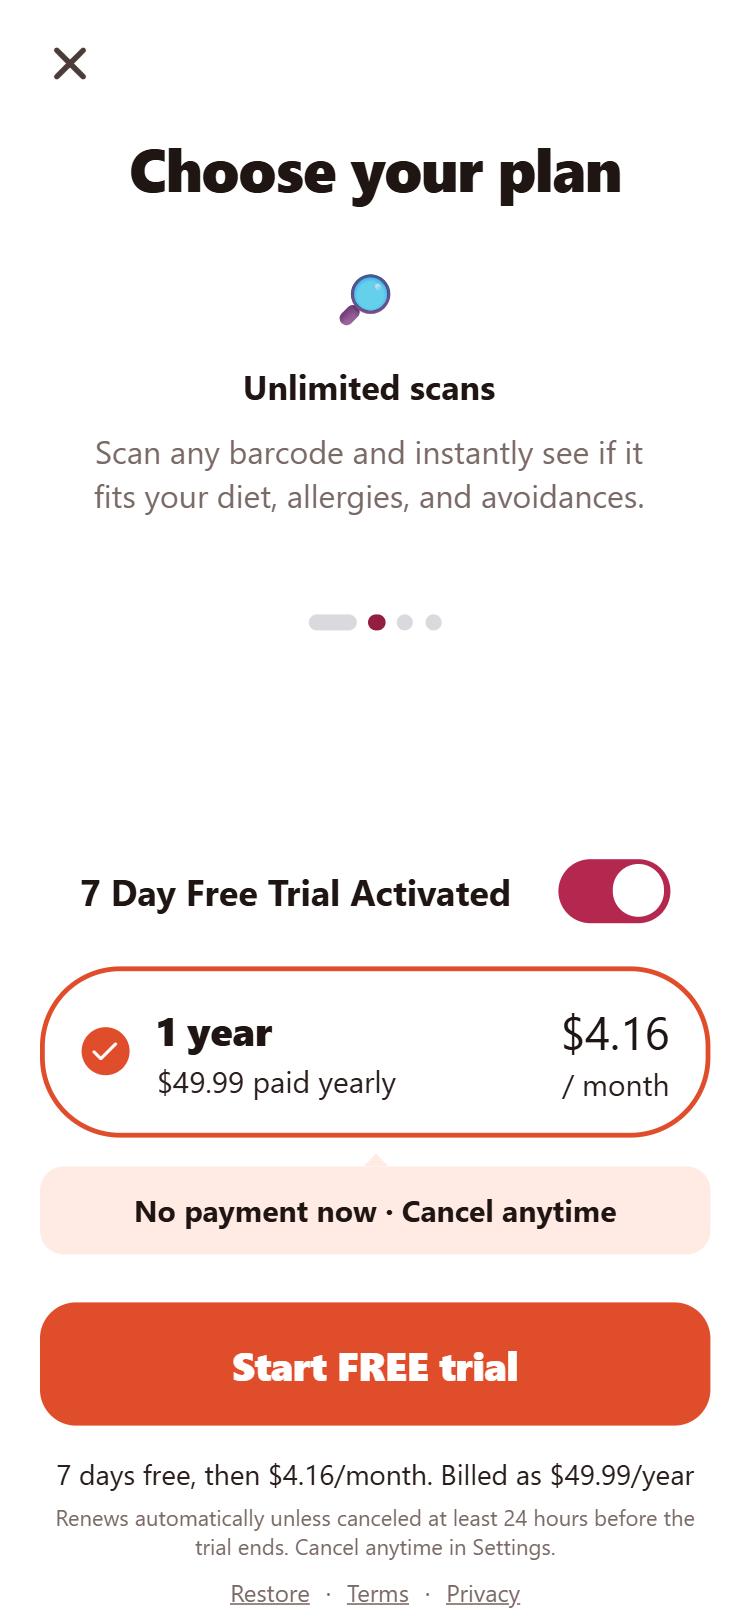 Choose your plan
Unlimited scans
Scan any barcode and instantly see if it
fits your diet, allergies, and avoidances.
7 Day Free Trial Activated
1 year
$49.99 paid yearly
$4.16
/ month
No payment now · Cancel anytime
Start FREE trial
7 days free, then $4.16/month. Billed as $49.99/year
Renews automatically unless canceled at least 24 hours before the
trial ends. Cancel anytime in Settings.
Restore · Terms · Privacy